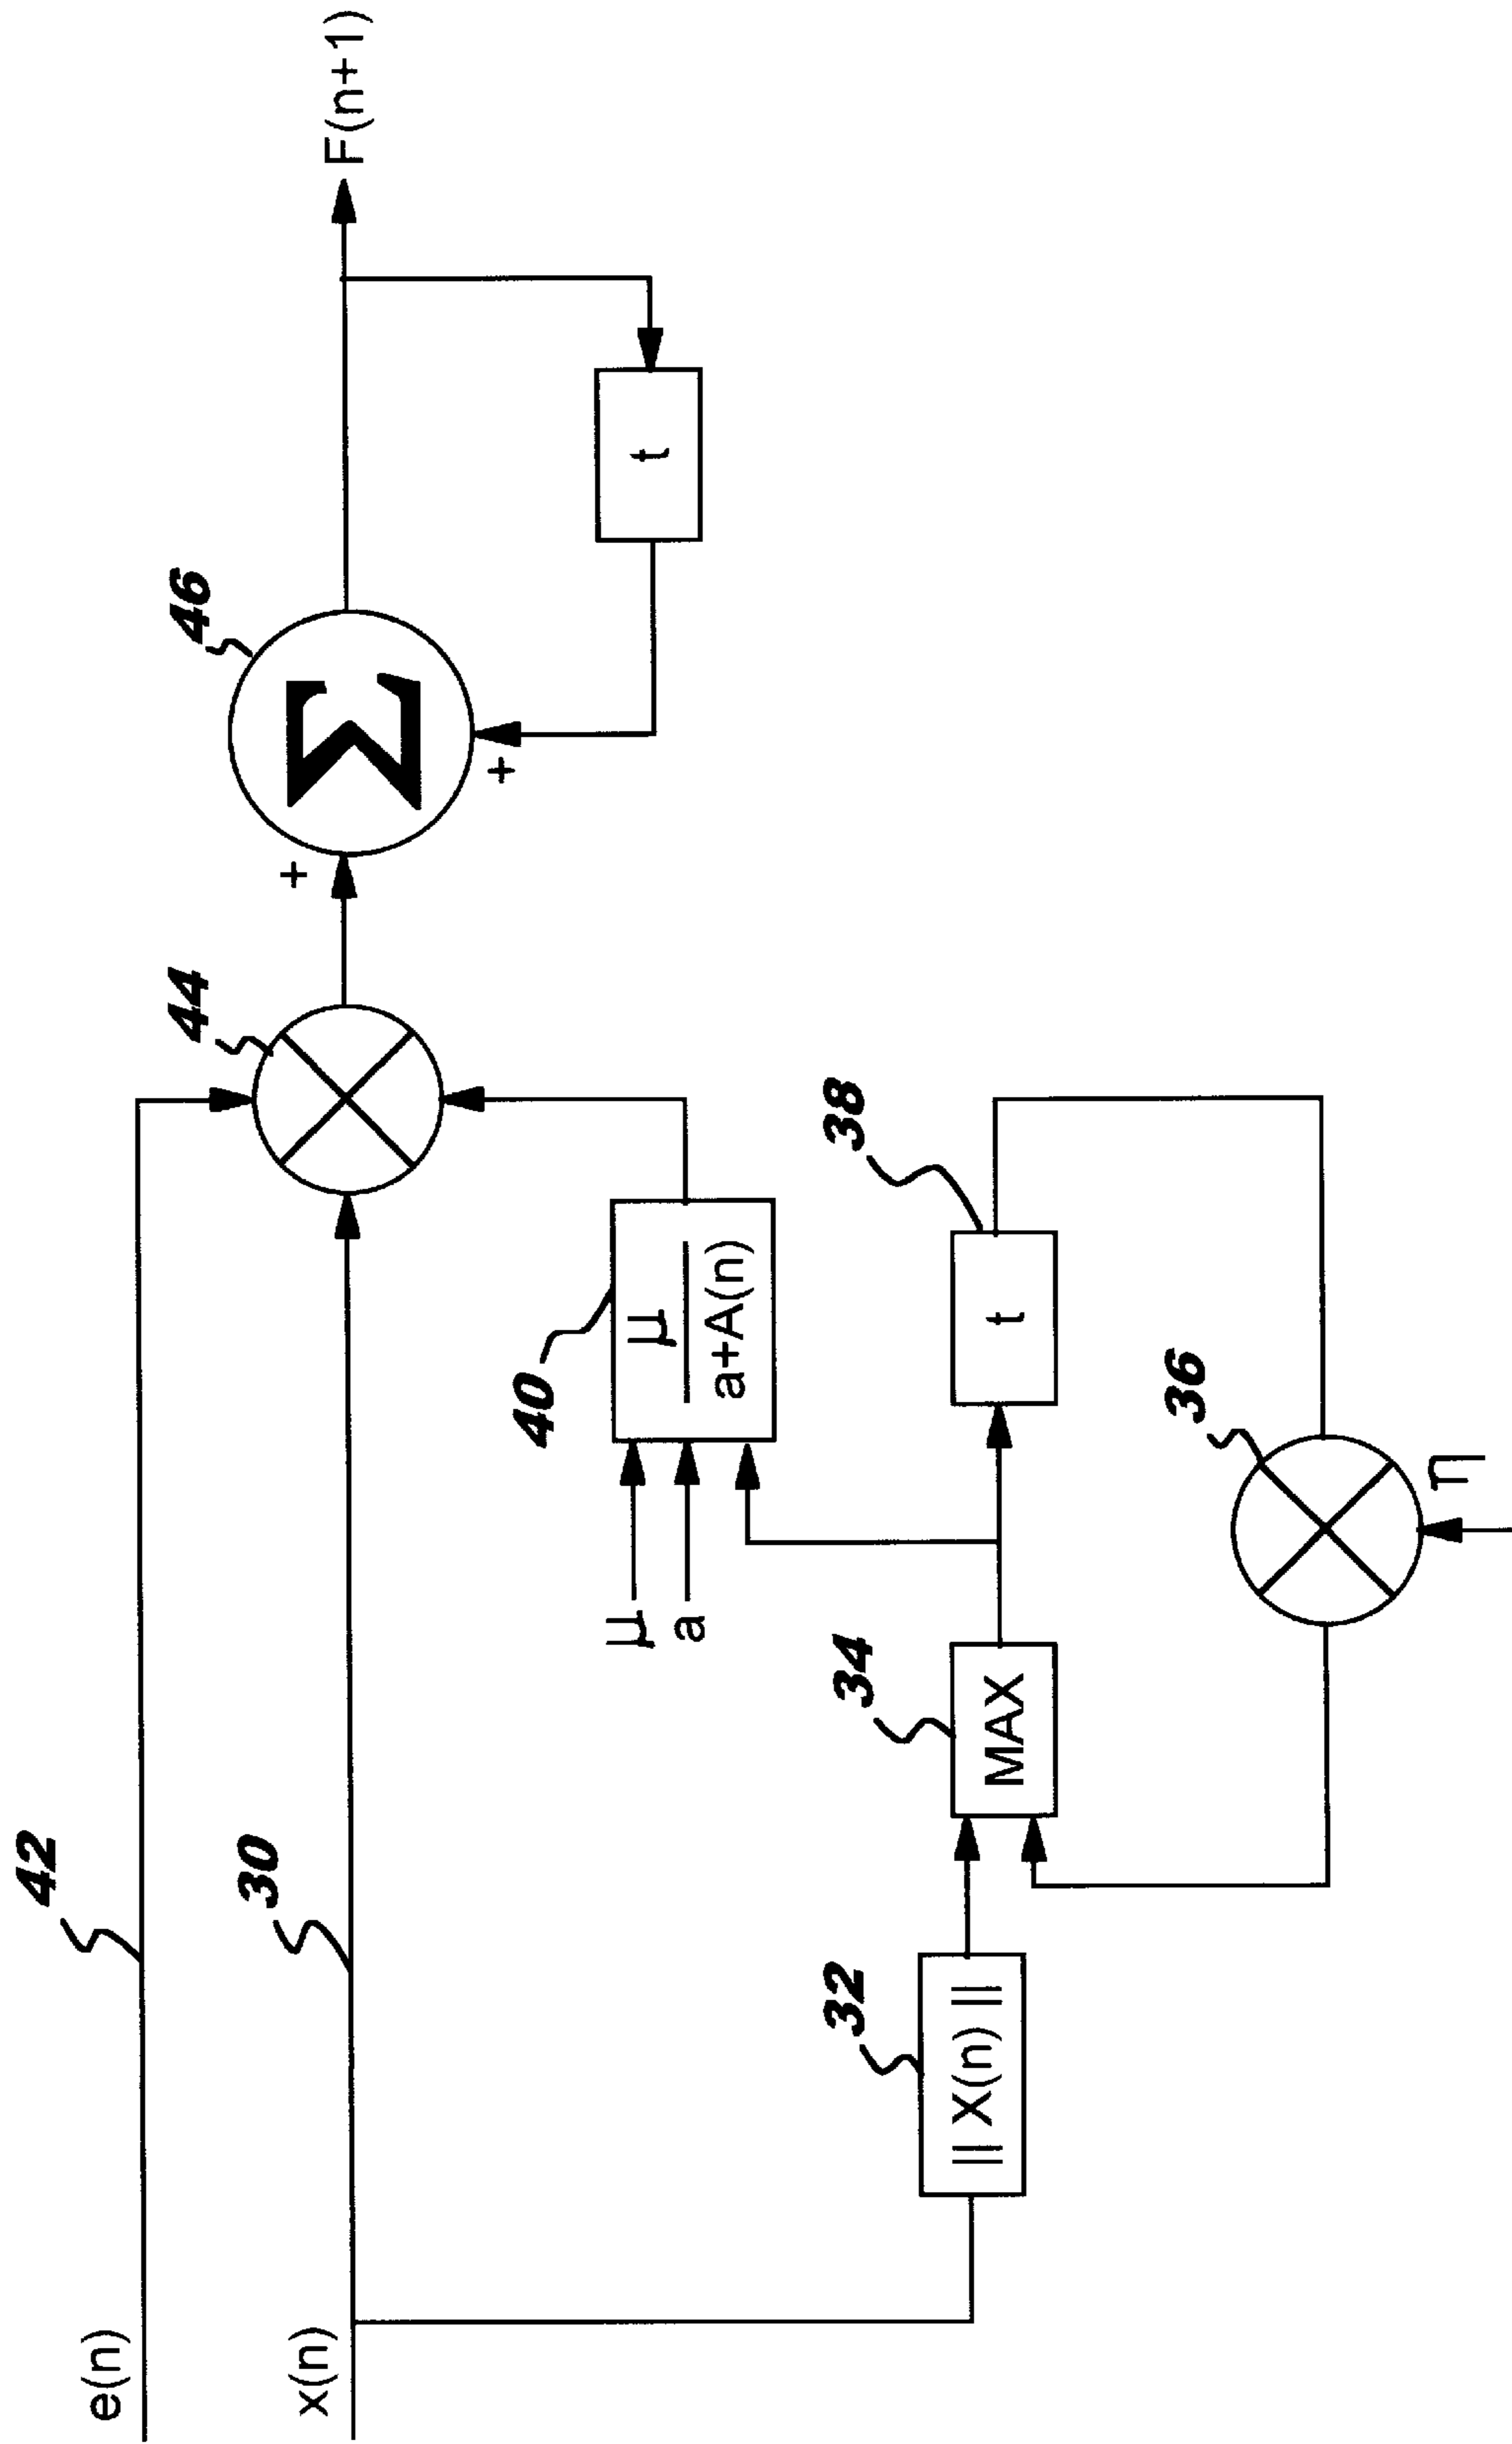 42
e(n)
30
x(n)
44
+
46
Σ
+
F(n+1)
t
40
μ
a
μ
a+A(n)
32
|| X(n) ||
34
MAX
38
t
36
η